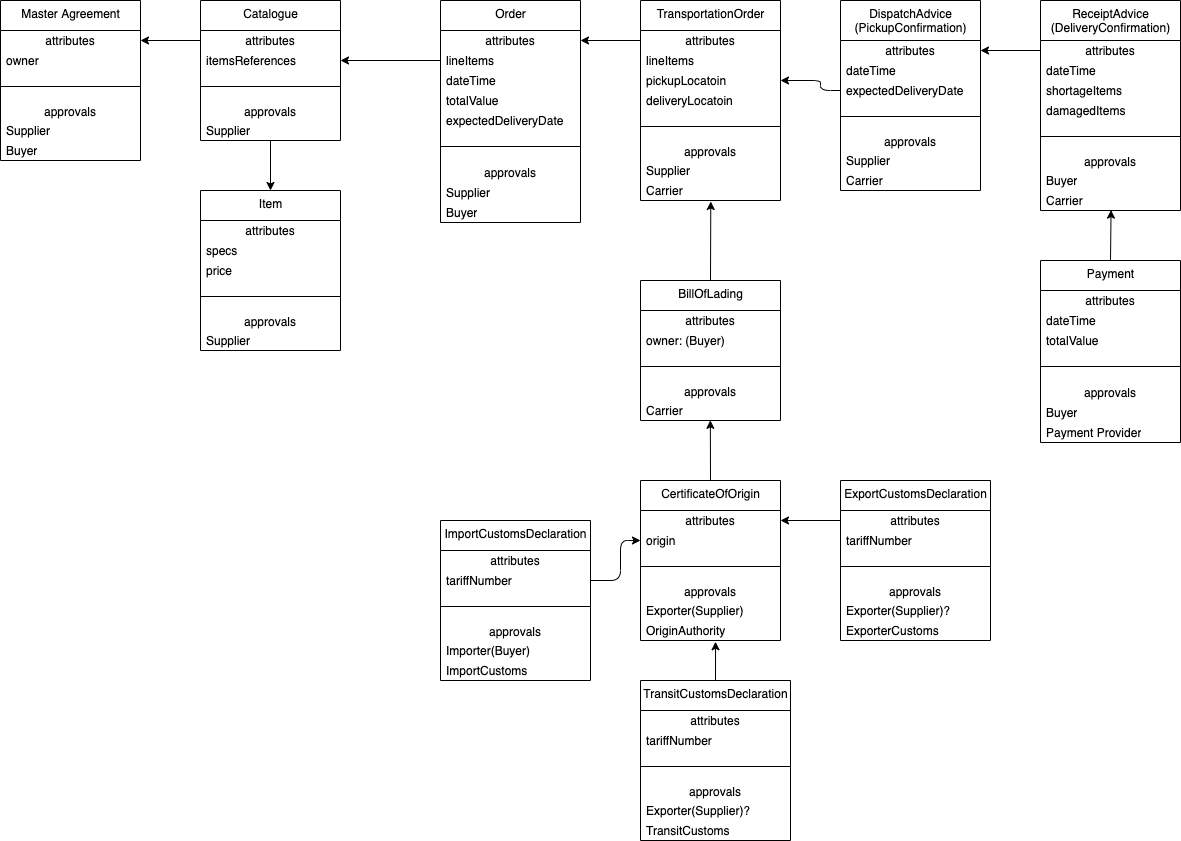 Master Agreement
attributes
owner
approvals
Supplier
Buyer
Catalogue
attributes
itemsReferences
approvals
Supplier
Item
attributes
specs
price
approvals
Supplier
Order
attributes
lineItems
dateTime
totalValue
expectedDeliveryDate
approvals
Supplier
Buyer
TransportationOrder
attributes
lineItems
pickupLocatoin
deliveryLocatoin
approvals
Supplier
Carrier
DispatchAdvice
(PickupConfirmation)
attributes
dateTime
expectedDeliveryDate
approvals
Supplier
Carrier
ReceiptAdvice
(DeliveryConfirmation)
attributes
dateTime
shortageItems
damagedItems
approvals
Buyer
Carrier
Payment
attributes
dateTime
totalValue
approvals
Buyer
Payment Provider
BillOfLading
attributes
owner: (Buyer)
approvals
Carrier
CertificateOfOrigin
attributes
origin
approvals
Exporter(Supplier)
OriginAuthority
ExportCustomsDeclaration
attributes
tariffNumber
approvals
Exporter(Supplier)?
ExporterCustoms
ImportCustomsDeclaration
attributes
tariffNumber
approvals
Importer(Buyer)
ImportCustoms
TransitCustomsDeclaration
attributes
tariffNumber
approvals
Exporter(Supplier)?
TransitCustoms